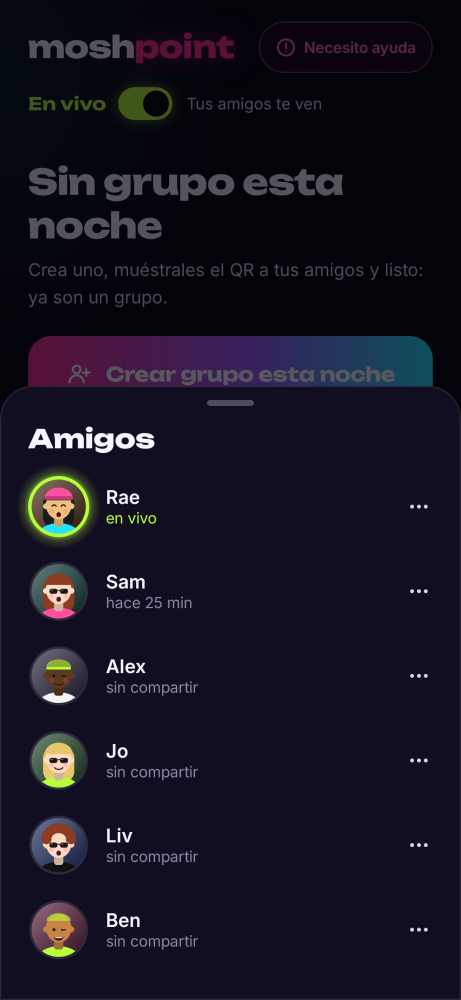 moshpoint
Necesito ayuda
En vivo
Tus amigos te ven
Sin grupo esta
noche
Crea uno, muéstrales el QR a tus amigos y listo:
ya son un grupo.
Crear grupo esta noche
Amigos
Rae
en vivo
Sam
hace 25 min
Alex
sin compartir
Jo
sin compartir
Liv
sin compartir
Ben
sin compartir